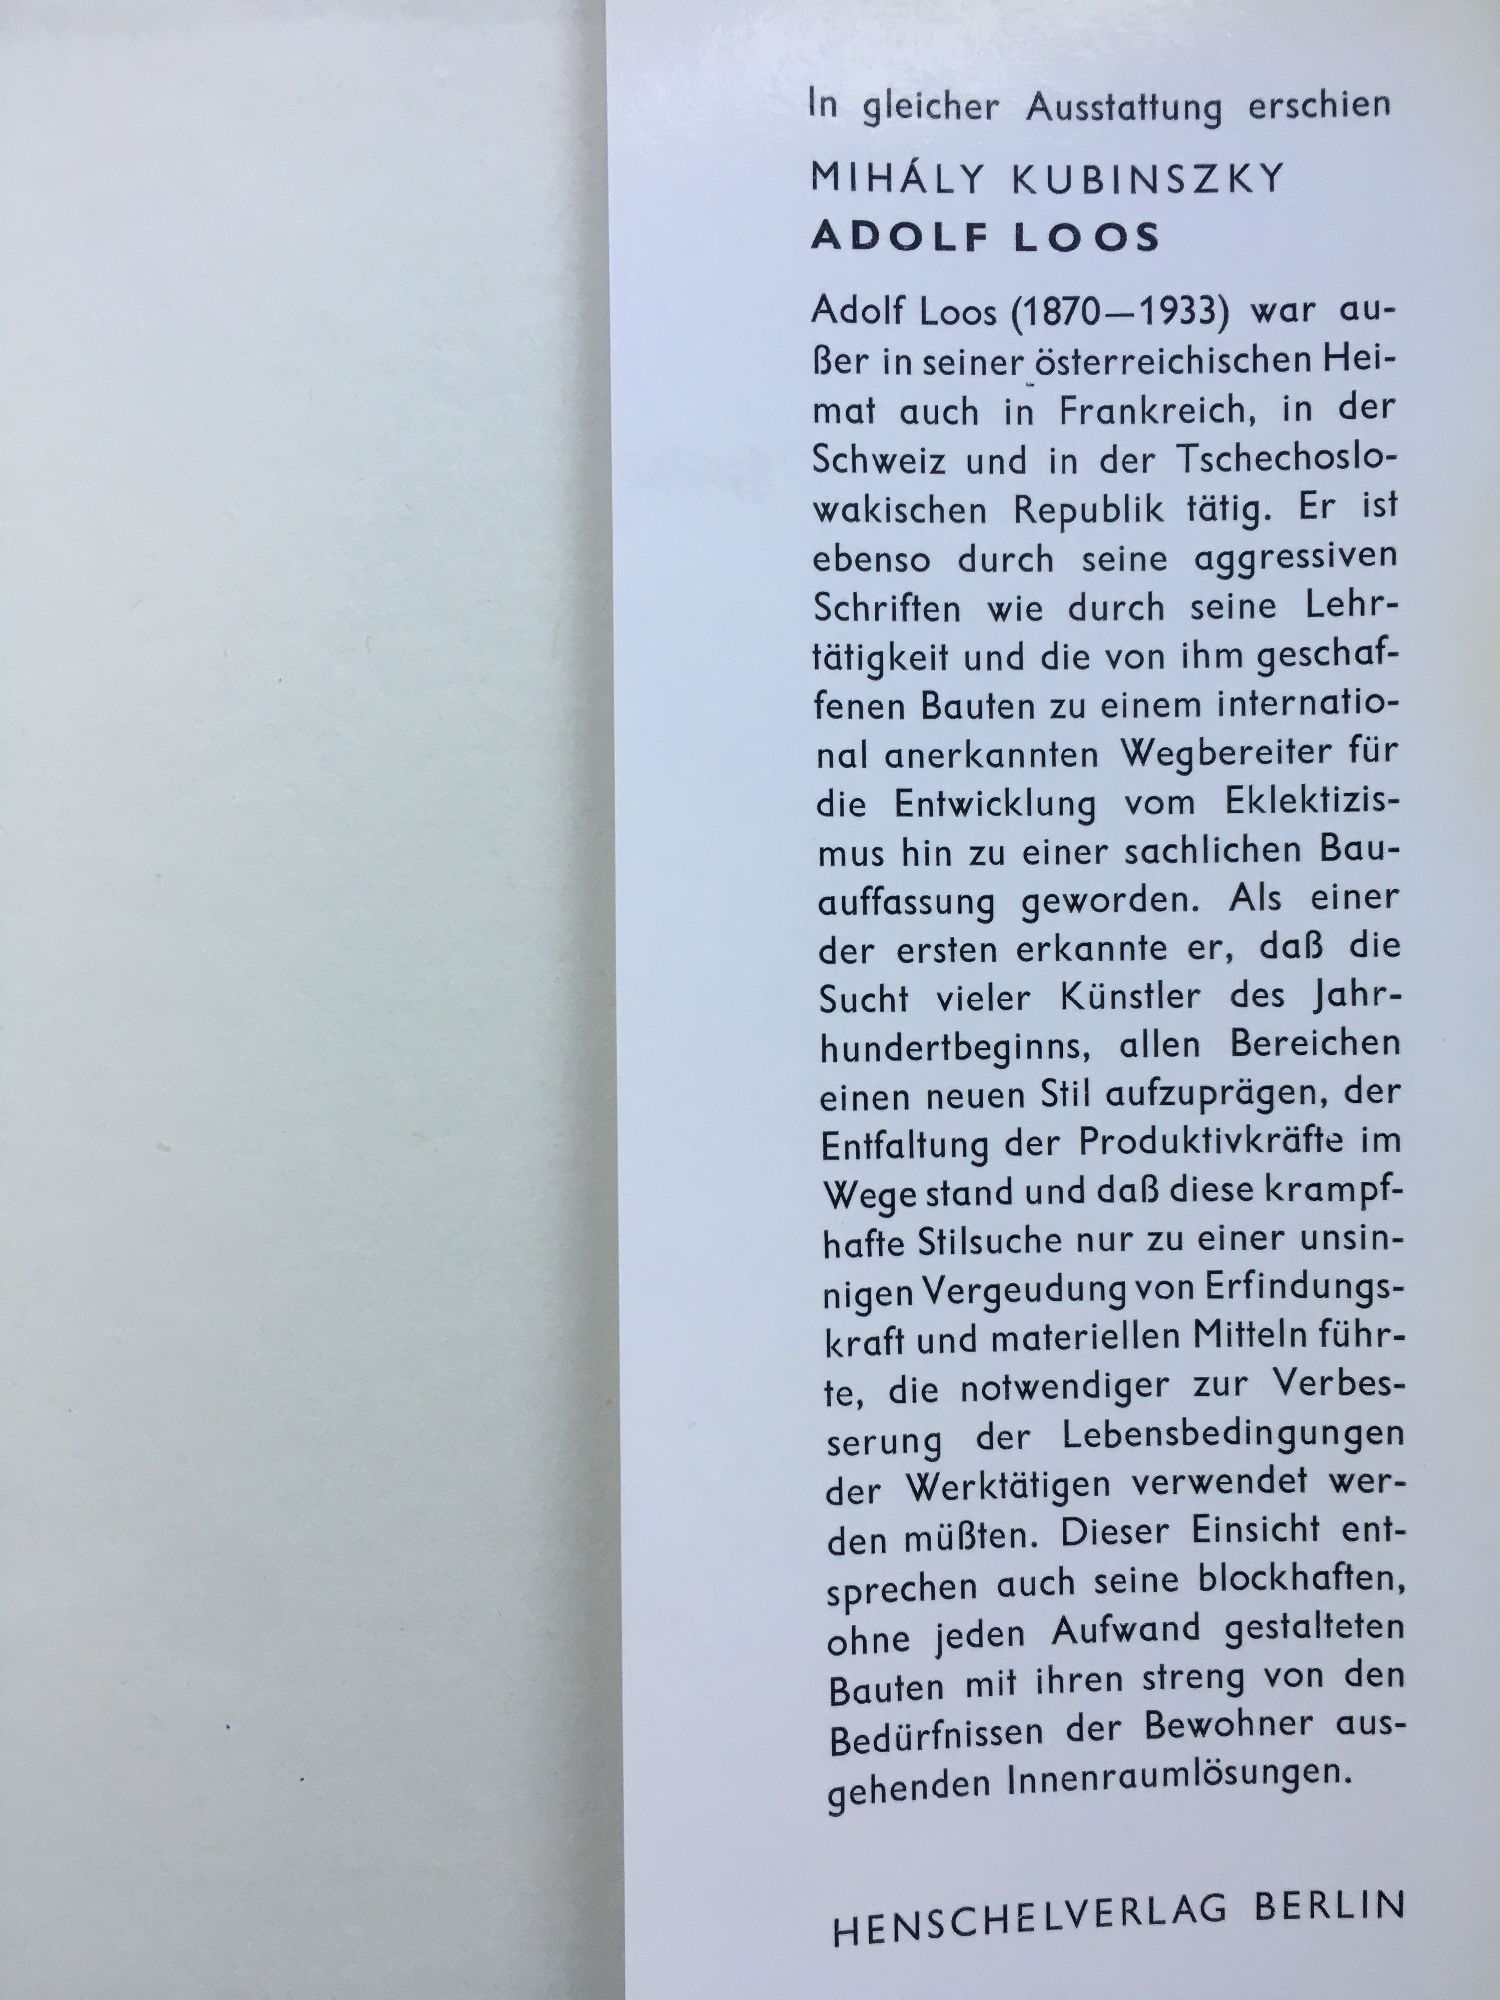 In gleicher Ausstattung erschien
MIHÁLY KUBINSZKY
ADOLF LOOS
Adolf Loos (1870—1933) war au-
ßer in seiner österreichischen Hei-
mat auch in Frankreich, in der
Schweiz und in der Tschechoslo-
wakischen Republik tätig. Er ist
ebenso durch seine aggressiven
Schriften wie durch seine Lehr-
tätigkeit und die von ihm geschaf-
fenen Bauten zu einem internatio-
nal anerkannten Wegbereiter für
die Entwicklung vom Eklektizis-
mus hin zu einer sachlichen Bau-
auffassung geworden. Als einer
der ersten erkannte er, daß die
Sucht vieler Künstler des Jahr-
hundertbeginns, allen Bereichen
einen neuen Stil aufzuprägen, der
Entfaltung der Produktivkräfte im
Wege stand und daß diese krampf-
hafte Stilsuche nur zu einer unsin-
nigen Vergeudung von Erfindungs-
kraft und materiellen Mitteln führ-
te, die notwendiger zur Verbes-
serung der Lebensbedingungen
der Werktätigen verwendet wer-
den müßten. Dieser Einsicht ent-
sprechen auch seine blockhaften,
ohne jeden Aufwand gestalteten
Bauten mit ihren streng von den
Bedürfnissen der Bewohner aus-
gehenden Innenraumlösungen.
HENSCHELVERLAG BERLIN